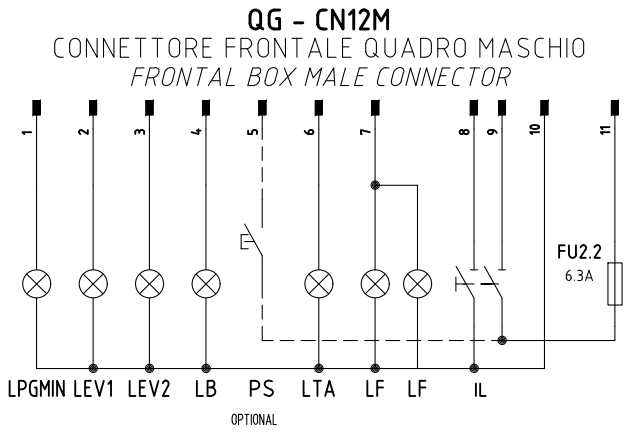 QG - CN12M
CONNETTORE FRONTALE QUADRO MASCHIO
FRONTAL BOX MALE CONNECTOR
1 2 3 4 5 6 7 8 9 10 11
FU2.2
6.3A
LPGMIN LEV1 LEV2 LB PS LTA LF LF IL
OPTIONAL